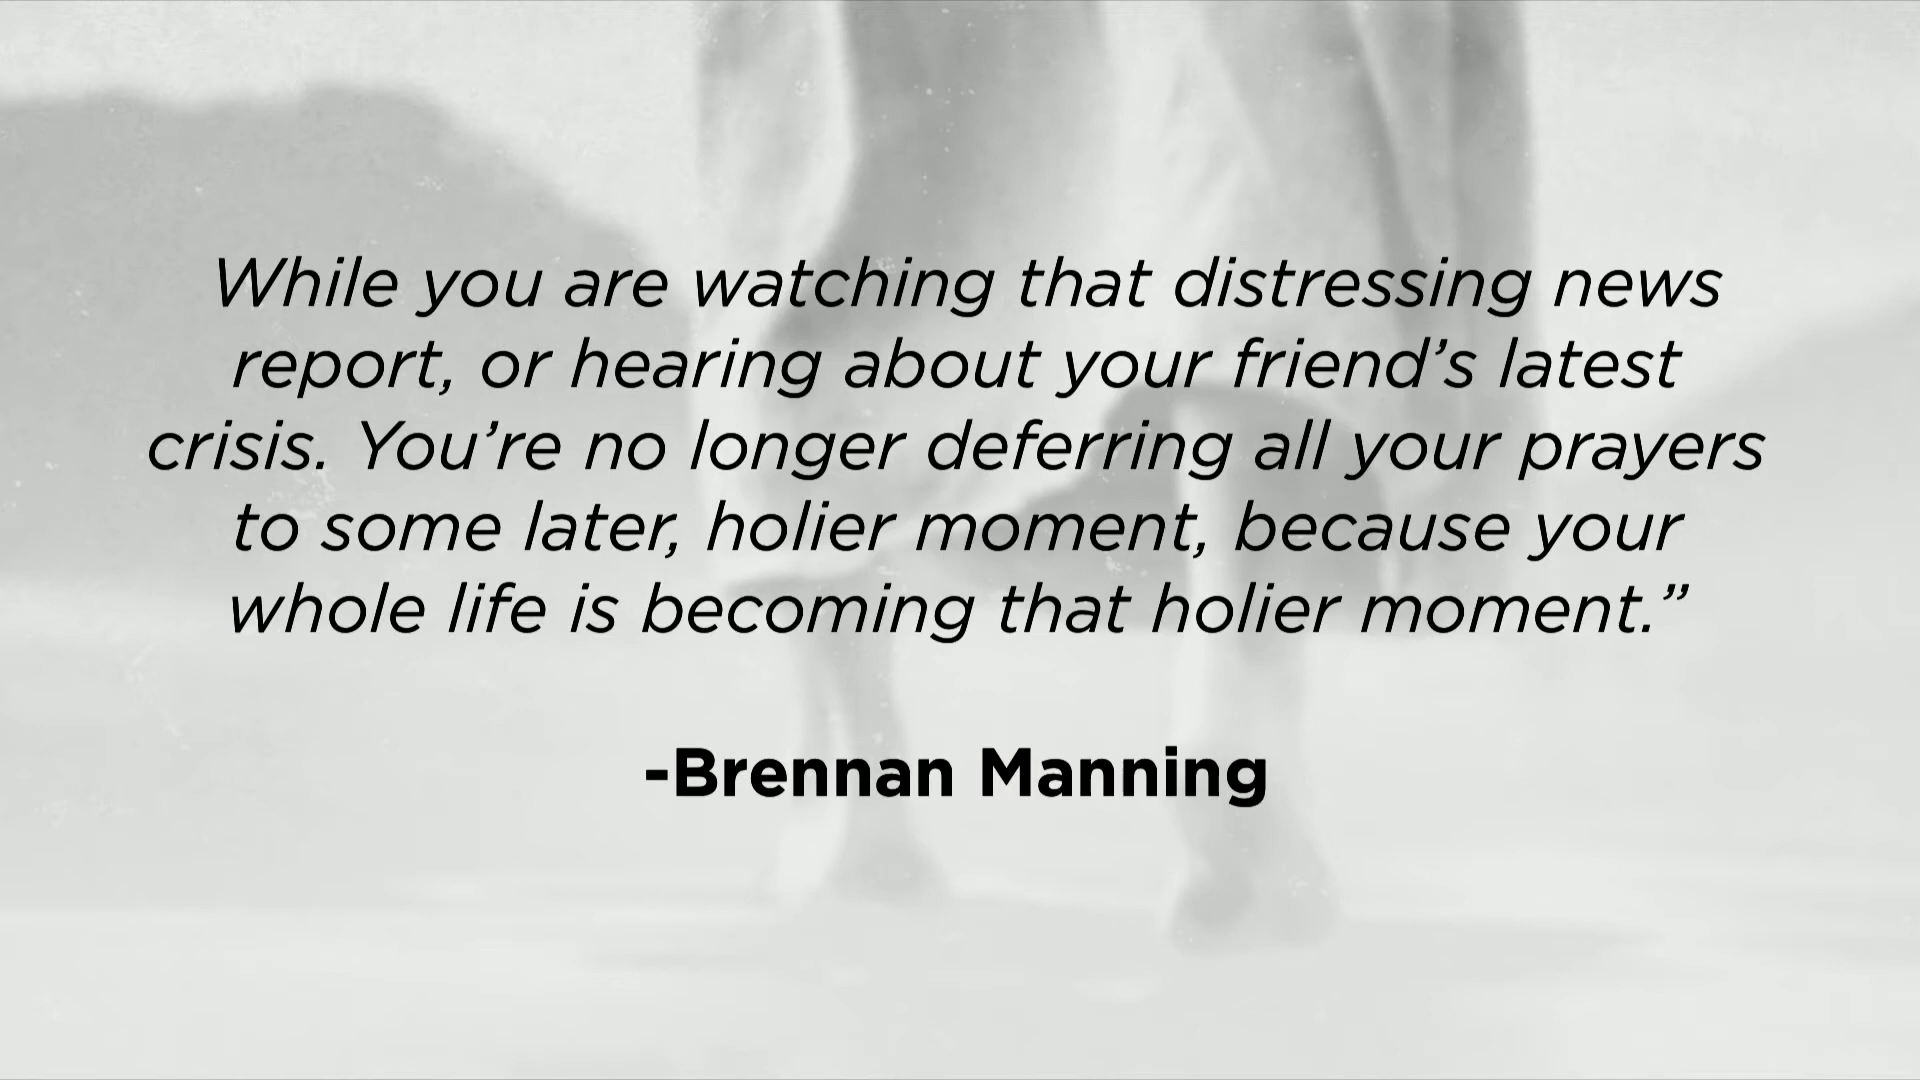 While you are watching that distressing news
report, or hearing about your friend’s latest
crisis. You’re no longer deferring all your prayers
to some later, holier moment, because your
whole life is becoming that holier moment.”
-Brennan Manning